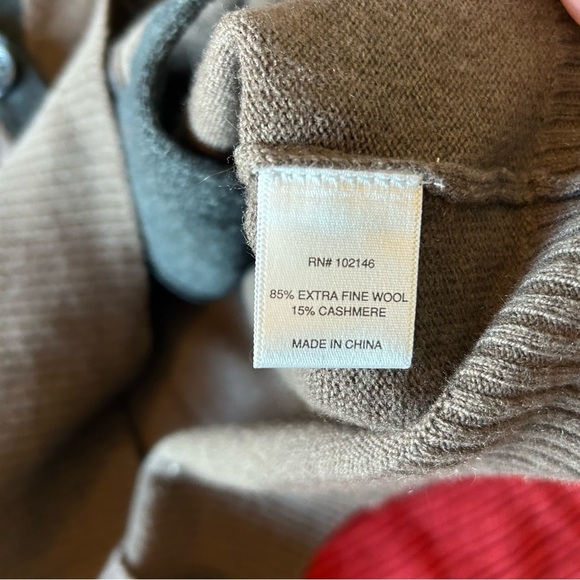 RN# 102146
85% EXTRA FINE WOOL
15% CASHMERE
MADE IN CHINA